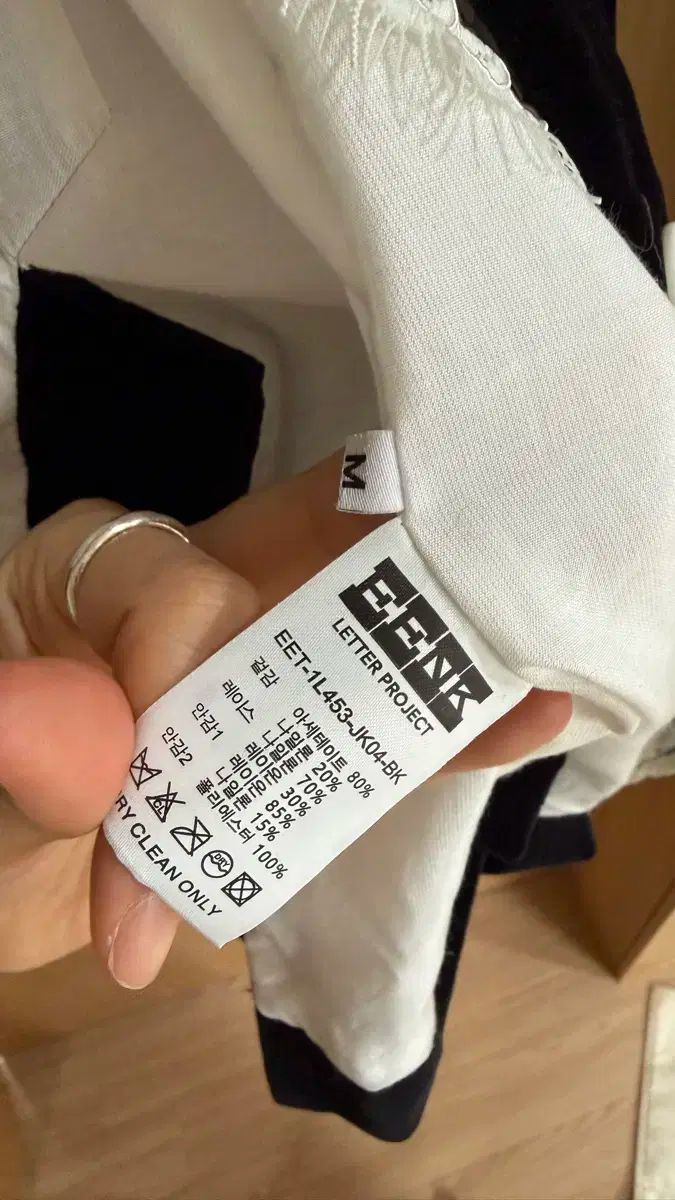 M
EENK
LETTER PROJECT
EET-1L453-JK04-BK
겉감 아세테이트 80%
나일론 20%
레이스 나일론 70%
레이온 30%
안감1 레이온 85%
나일론 15%
안감2 폴리에스터 100%
DRY
DRY CLEAN ONLY